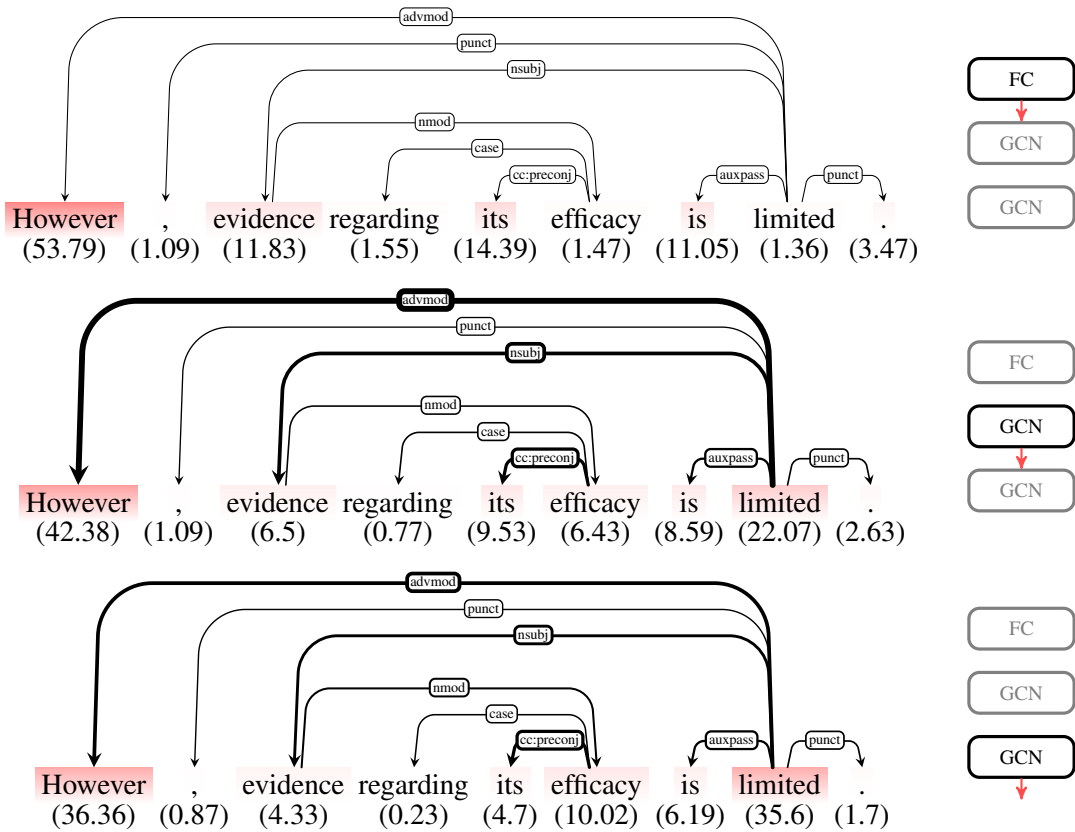 advmod
punct
nsubj
nmod
case
cc:preconj auxpass punct
However , evidence regarding its efficacy is limited .
(53.79) (1.09) (11.83) (1.55) (14.39) (1.47) (11.05) (1.36) (3.47)
FC
GCN
GCN
advmod
punct
nsubj
nmod
case
cc:preconj auxpass punct
However , evidence regarding its efficacy is limited .
(42.38) (1.09) (6.5) (0.77) (9.53) (6.43) (8.59) (22.07) (2.63)
FC
GCN
GCN
advmod
punct
nsubj
nmod
case
cc:preconj auxpass punct
However , evidence regarding its efficacy is limited .
(36.36) (0.87) (4.33) (0.23) (4.7) (10.02) (6.19) (35.6) (1.7)
FC
GCN
GCN